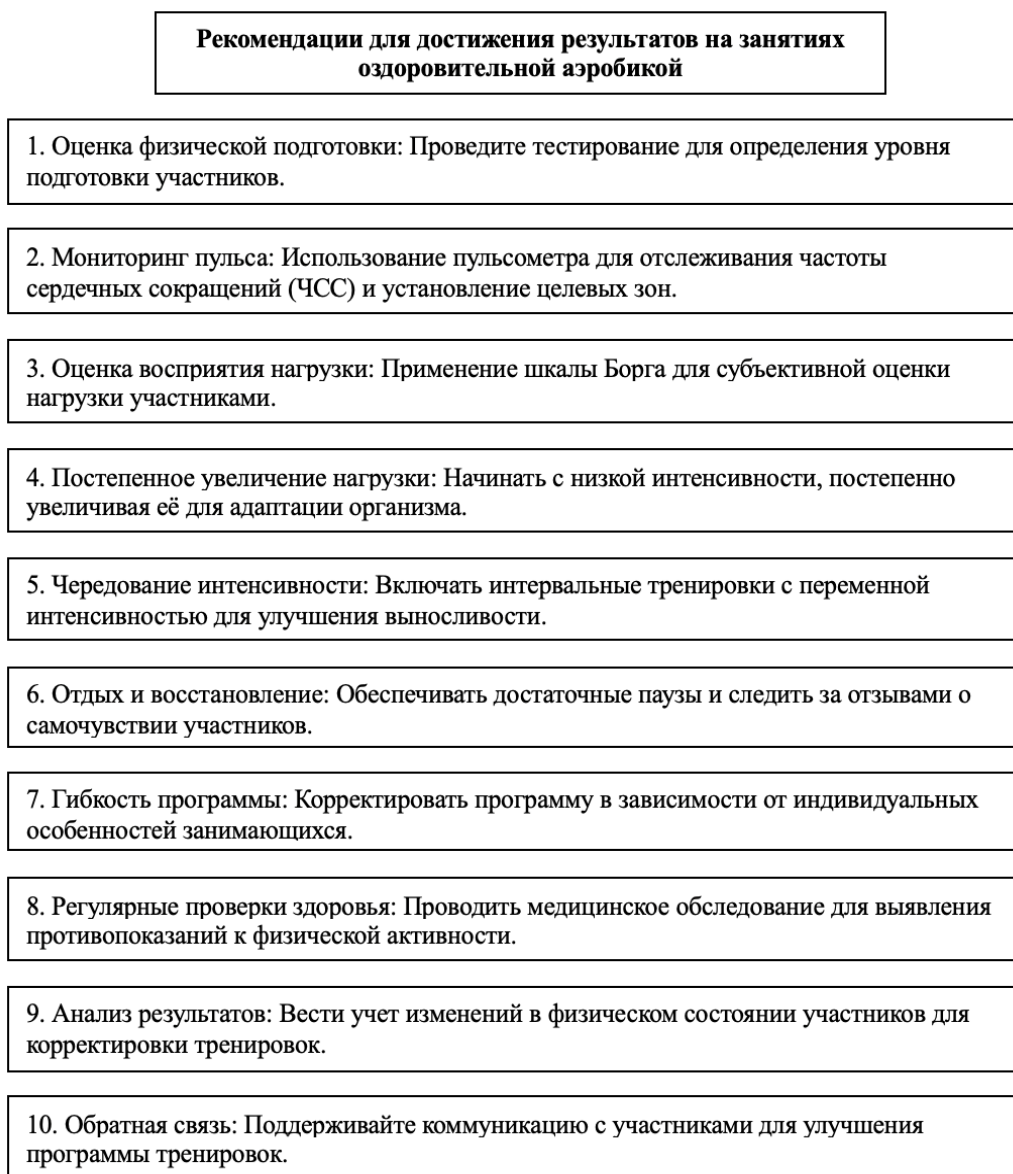 Рекомендации для достижения результатов на занятиях
оздоровительной аэробикой
1. Оценка физической подготовки: Проведите тестирование для определения уровня
подготовки участников.
2. Мониторинг пульса: Использование пульсометра для отслеживания частоты
сердечных сокращений (ЧСС) и установление целевых зон.
3. Оценка восприятия нагрузки: Применение шкалы Борга для субъективной оценки
нагрузки участниками.
4. Постепенное увеличение нагрузки: Начинать с низкой интенсивности, постепенно
увеличивая её для адаптации организма.
5. Чередование интенсивности: Включать интервальные тренировки с переменной
интенсивностью для улучшения выносливости.
6. Отдых и восстановление: Обеспечивать достаточные паузы и следить за отзывами о
самочувствии участников.
7. Гибкость программы: Корректировать программу в зависимости от индивидуальных
особенностей занимающихся.
8. Регулярные проверки здоровья: Проводить медицинское обследование для выявления
противопоказаний к физической активности.
9. Анализ результатов: Вести учет изменений в физическом состоянии участников для
корректировки тренировок.
10. Обратная связь: Поддерживайте коммуникацию с участниками для улучшения
программы тренировок.